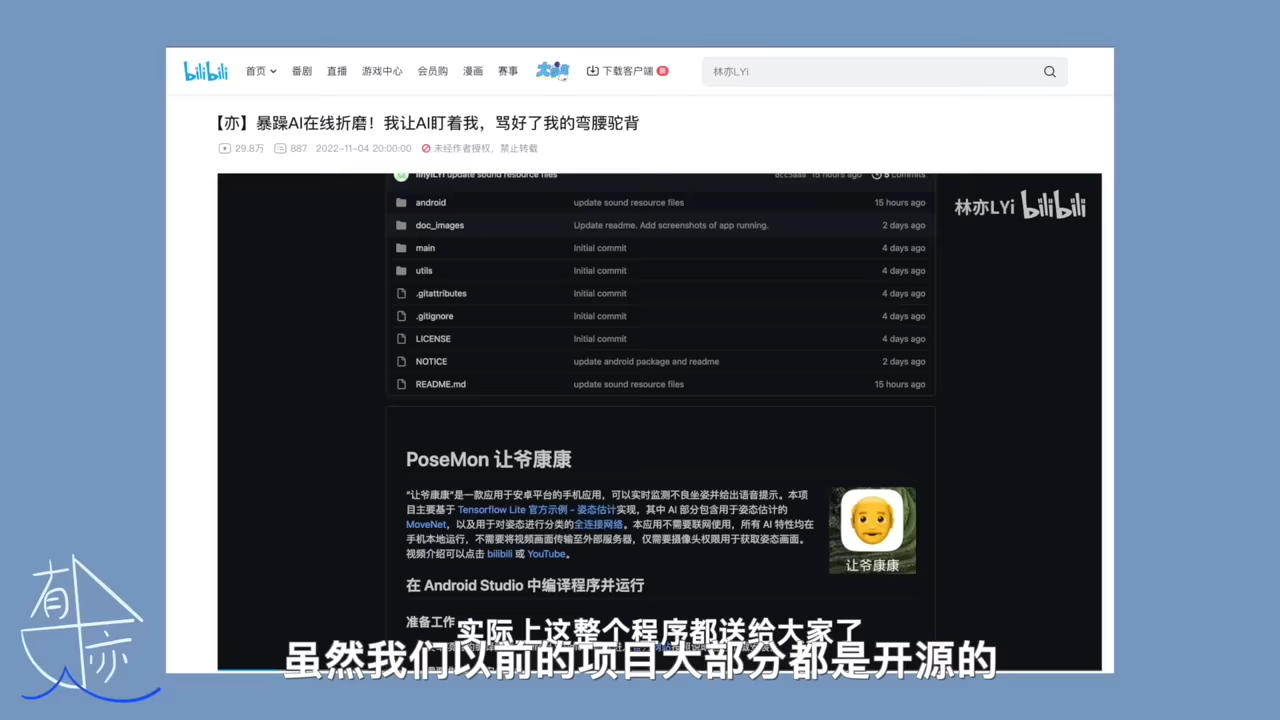 bilibili 首页 番剧 直播 游戏中心 会员购 漫画 赛事 下载客户端 林亦LYi
【亦】暴躁AI在线折磨！我让AI盯着我，骂好了我的弯腰驼背
29.8万 887 2022-11-04 20:00:00 未经作者授权，禁止转载
linyiLYi update sound resource files 15 hours ago 5 commits
android update sound resource files 15 hours ago
林亦LYi bilibili
doc_images Update readme. Add screenshots of app running. 2 days ago
main Initial commit 4 days ago
utils Initial commit 4 days ago
.gitattributes Initial commit 4 days ago
.gitignore Initial commit 4 days ago
LICENSE Initial commit 4 days ago
NOTICE update android package and readme 2 days ago
README.md update sound resource files 15 hours ago
PoseMon 让爷康康
“让爷康康”是一款应用于安卓平台的手机应用，可以实时监测不良坐姿并给出语音提示。本项
目主要基于 Tensorflow Lite 官方示例 - 姿态估计实现，其中 AI 部分包含用于姿态估计的
MoveNet，以及用于对姿态进行分类的全连接网络。本应用不需要联网使用，所有 AI 特性均在
手机本地运行，不需要将视频画面传输至外部服务器，仅需要摄像头权限用于获取姿态画面。
视频介绍可以点击 bilibili 或 YouTube。
让爷康康
在 Android Studio 中编译程序并运行
准备工作
实际上这整个程序都送给大家了
虽然我们以前的项目大部分都是开源的
有亦